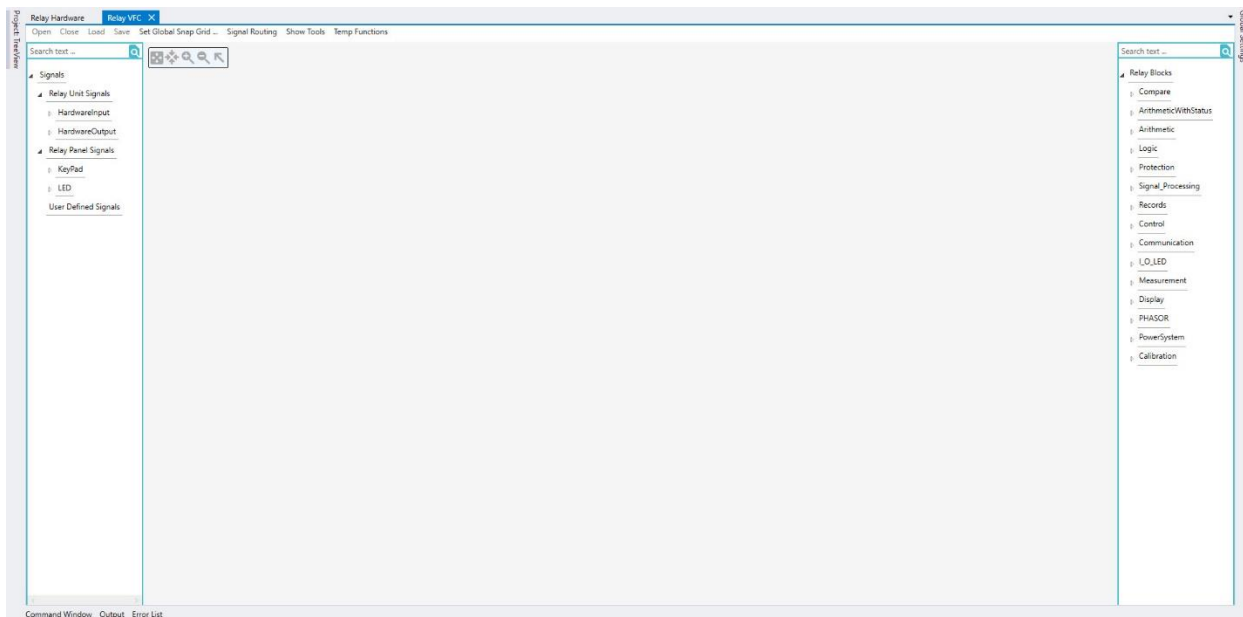 Project: TreeView
Relay Hardware Relay VFC
Open Close Load Save Set Global Snap Grid ... Signal Routing Show Tools Temp Functions
Search text ...
Signals
Relay Unit Signals
HardwareInput
HardwareOutput
Relay Panel Signals
KeyPad
LED
User Defined Signals
Search text ...
Relay Blocks
Compare
ArithmeticWithStatus
Arithmetic
Logic
Protection
Signal_Processing
Records
Control
Communication
I_O_LED
Measurement
Display
PHASOR
PowerSystem
Calibration
Global Settings
Command Window Output Error List